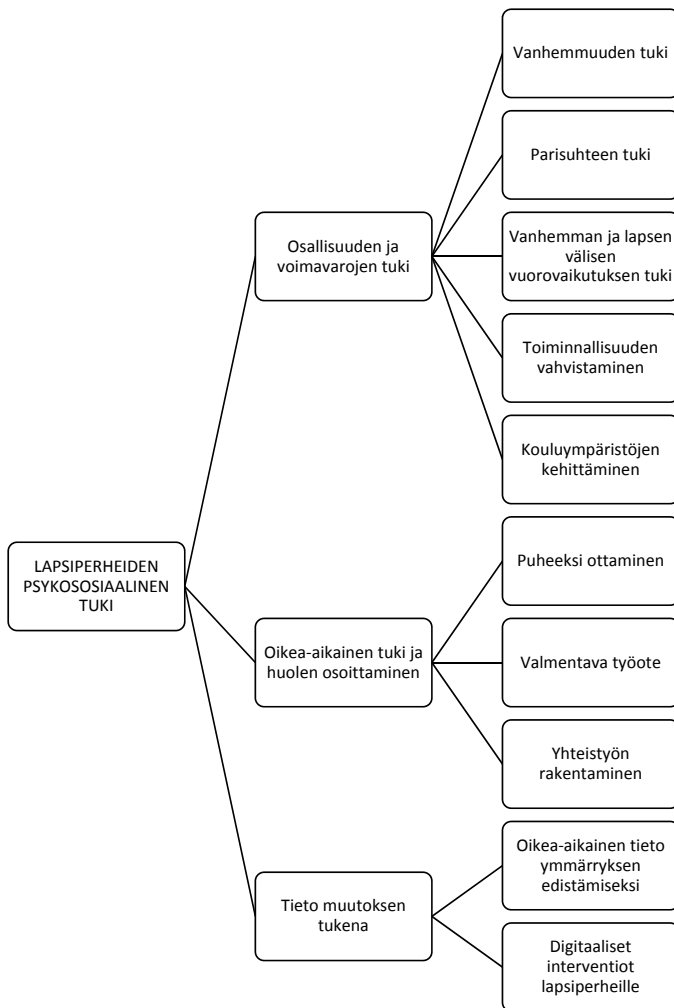 Vanhemmuuden tuki
Parisuhteen tuki
Osallisuuden ja
voimavarojen tuki
Vanhemman ja lapsen
välisen
vuorovaikutuksen tuki
Toiminnallisuuden
vahvistaminen
Kouluympäristöjen
kehittäminen
LAPSIPERHEIDEN
PSYKOSOSIAALINEN
TUKI
Puheeksi ottaminen
Oikea-aikainen tuki ja
huolen osoittaminen
Valmentava työote
Yhteistyön
rakentaminen
Tieto muutoksen
tukena
Oikea-aikainen tieto
ymmärryksen
edistämiseksi
Digitaaliset
interventiot
lapsiperheille